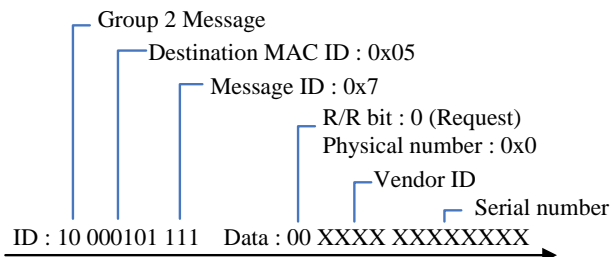 Group 2 Message
Destination MAC ID : 0x05
Message ID : 0x7
R/R bit : 0 (Request)
Physical number : 0x0
Vendor ID
Serial number
ID : 10 000101 111 Data : 00 XXXX XXXXXXXX